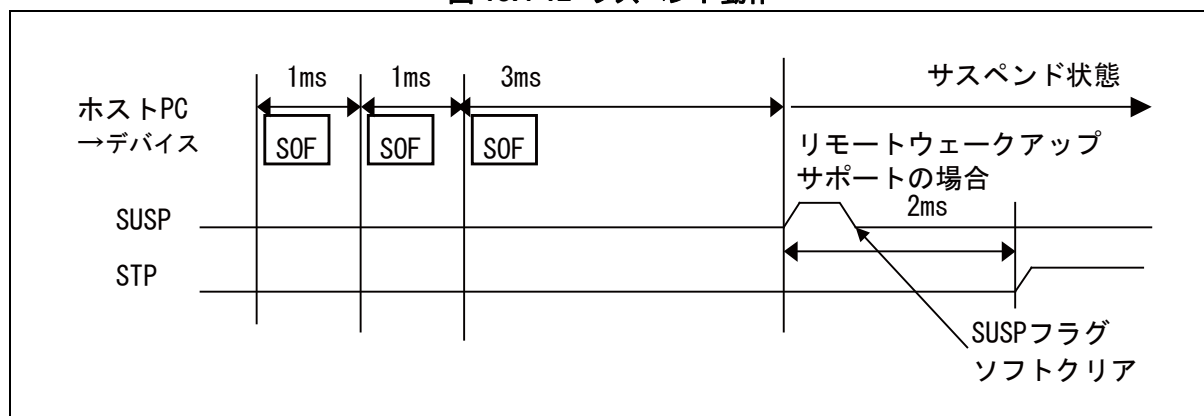 1ms
1ms
3ms
サスペンド状態
ホストPC
→デバイス
SOF
SOF
SOF
リモートウェークアップ
サポートの場合
2ms
SUSP
STP
SUSPフラグ
ソフトクリア